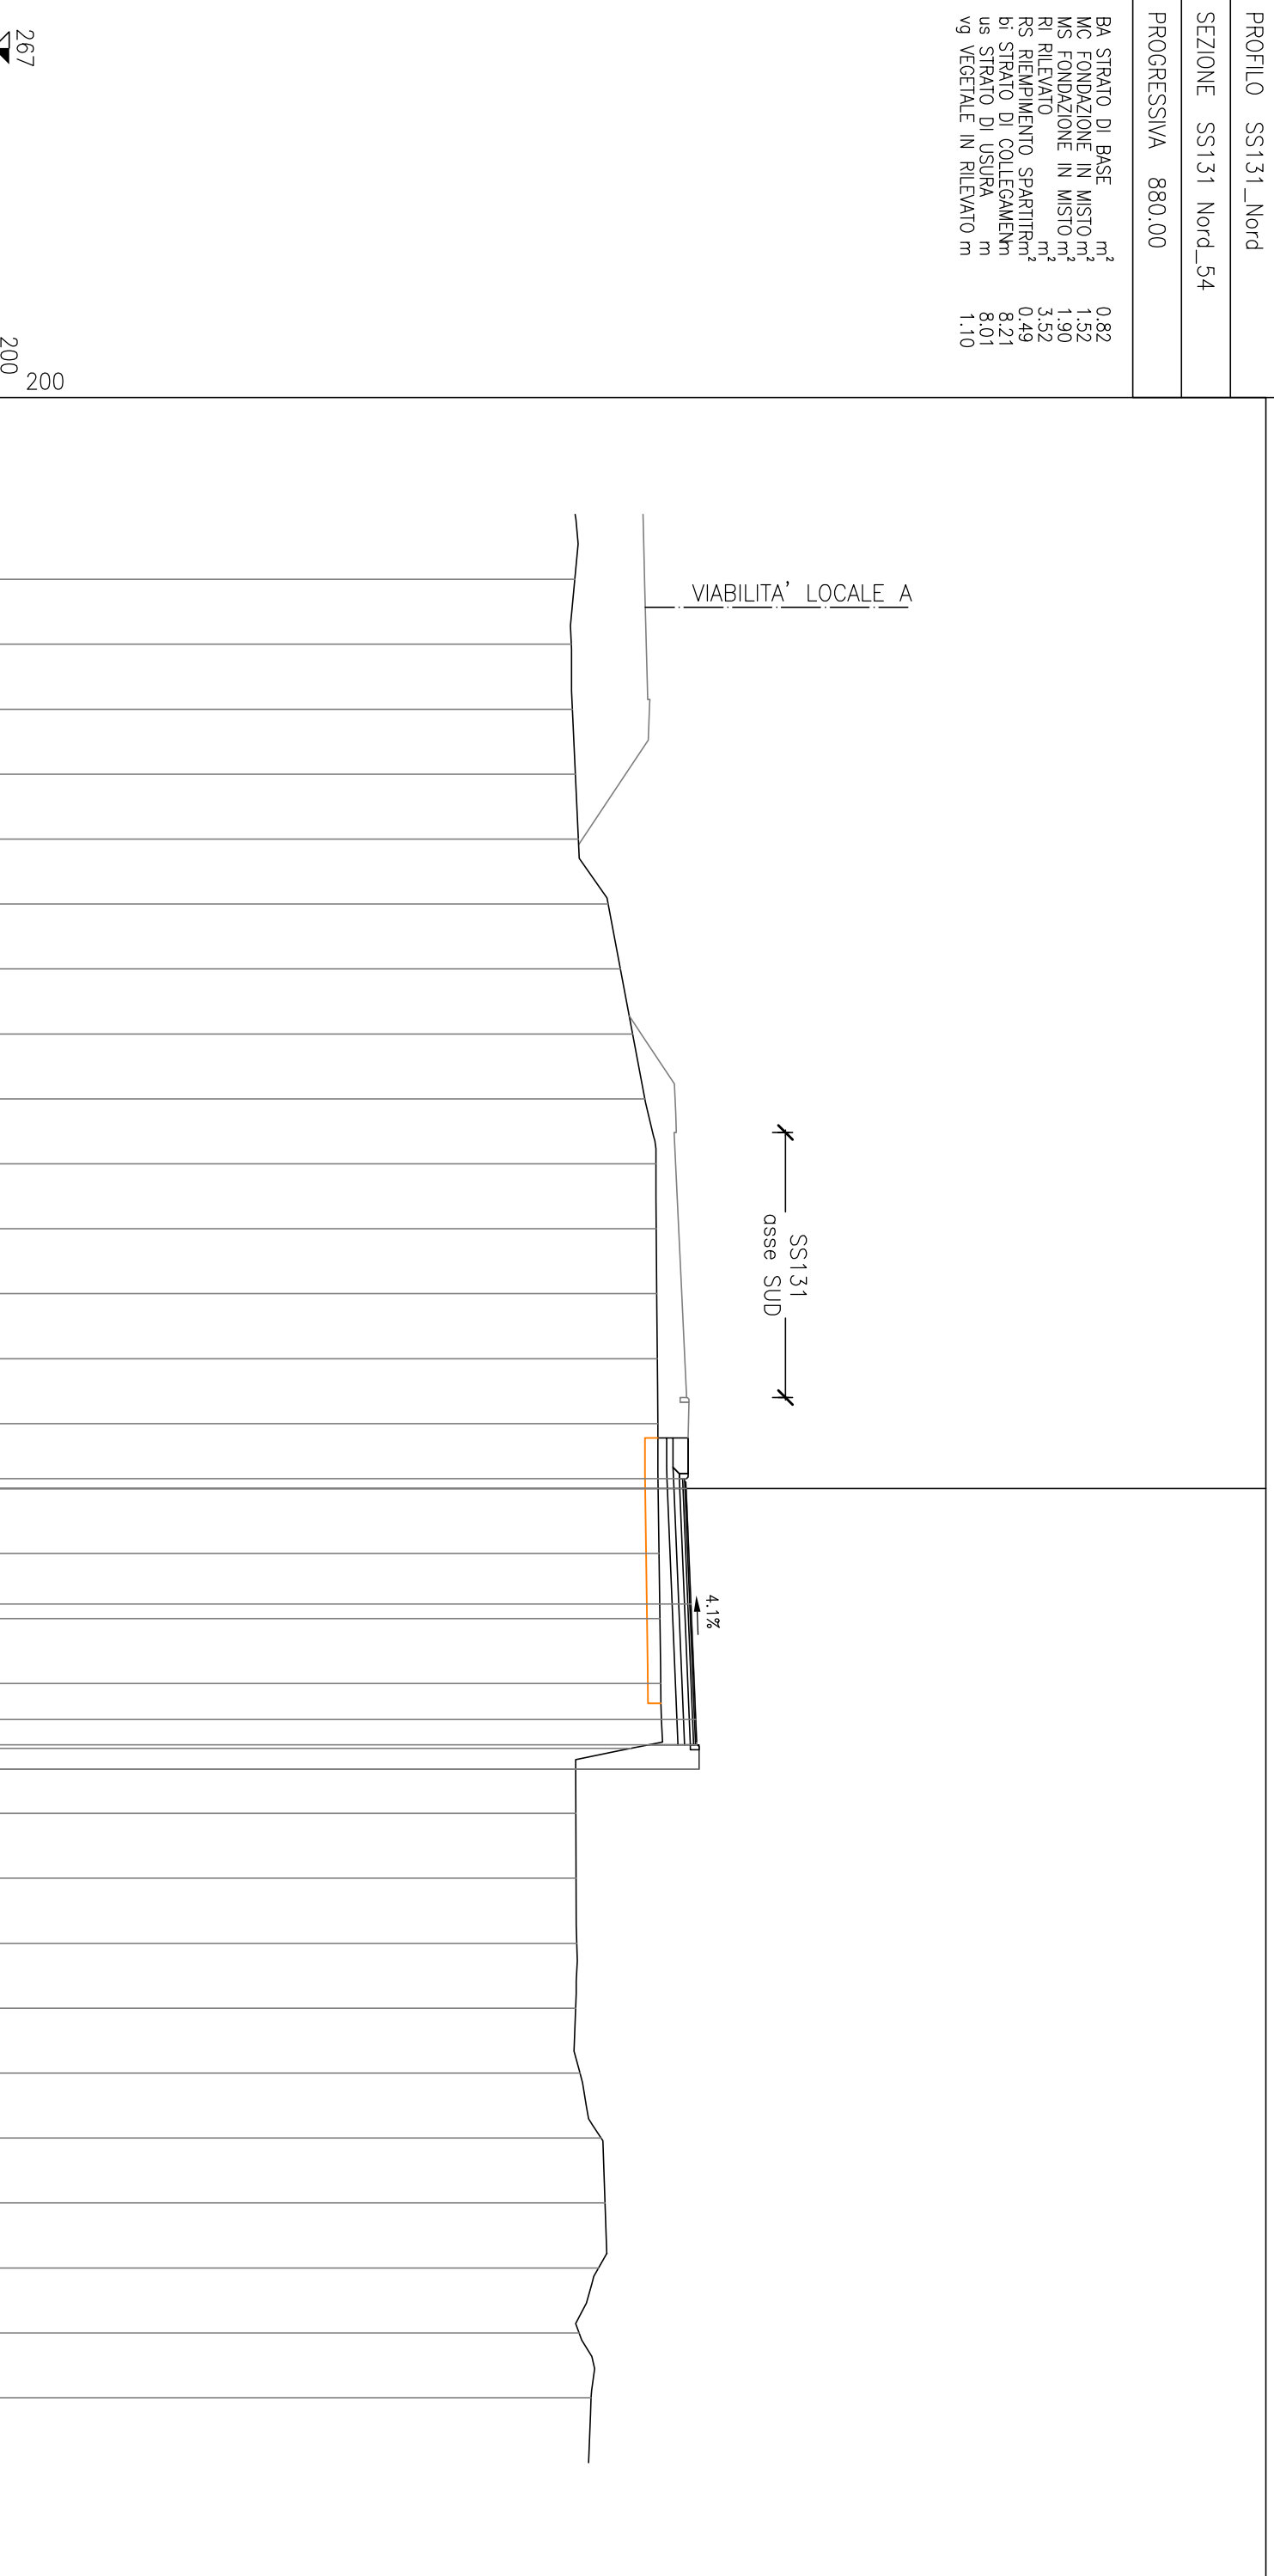 PROFILO SS131_Nord
SEZIONE SS131 Nord_54
PROGRESSIVA 880.00
BA STRATO DI BASE m² 0.82
MC FONDAZIONE IN MISTO m² 1.52
MS FONDAZIONE IN MISTO m² 1.90
RI RILEVATO m² 3.52
RS RIEMPIMENTO SPARTITR m² 0.49
bi STRATO DI COLLEGAMEN m 8.21
us STRATO DI USURA m 8.01
vg VEGETALE IN RILEVATO m 1.10
VIABILITA' LOCALE A
SS131
asse SUD
4.1%
267
200
200